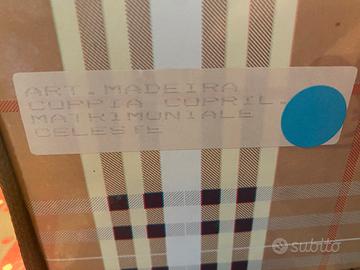 ART. MADEIRA
COPPIA COPRIL.
MATRIMONIALE
CELESTE
subito